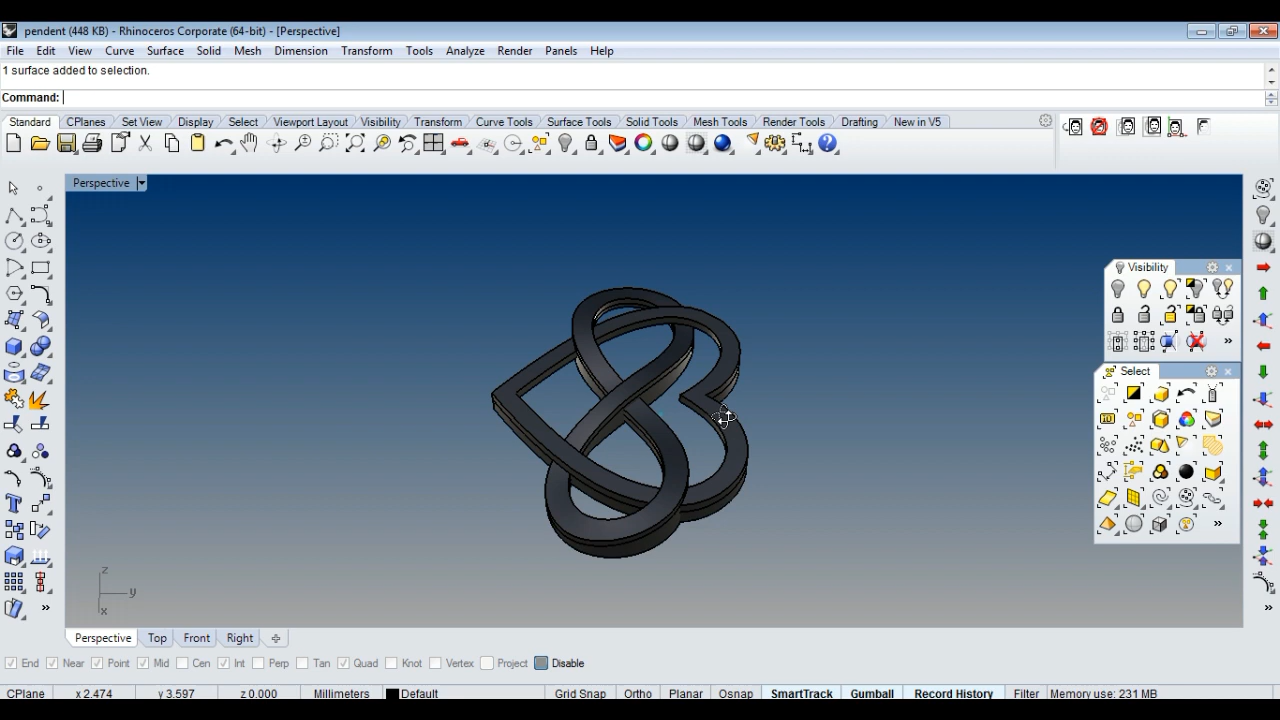 pendent (448 KB) - Rhinoceros Corporate (64-bit) - [Perspective]
File Edit View Curve Surface Solid Mesh Dimension Transform Tools Analyze Render Panels Help
1 surface added to selection.
Command:
Standard CPlanes Set View Display Select Viewport Layout Visibility Transform Curve Tools Surface Tools Solid Tools Mesh Tools Render Tools Drafting New in V5
Perspective
Visibility
Select
z
y
x
Perspective Top Front Right
End Near Point Mid Cen Int Perp Tan Quad Knot Vertex Project Disable
CPlane x 2.474 y 3.597 z 0.000 Millimeters Default Grid Snap Ortho Planar Osnap SmartTrack Gumball Record History Filter Memory use: 231 MB